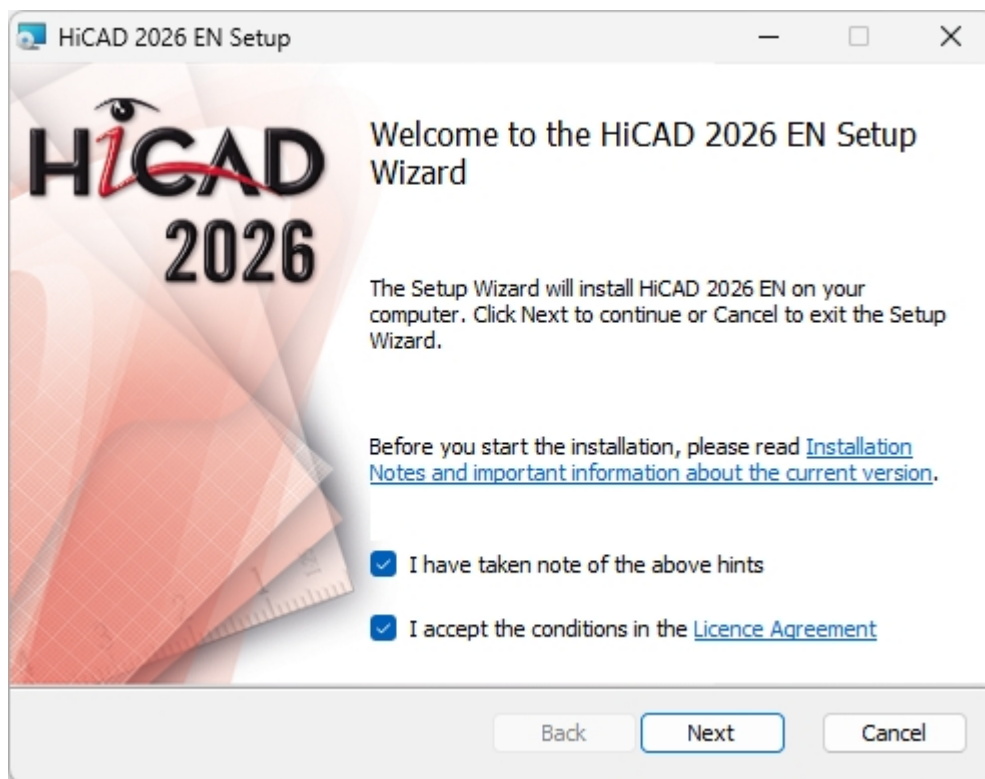 HiCAD 2026 EN Setup
HiCAD
2026
Welcome to the HiCAD 2026 EN Setup
Wizard
The Setup Wizard will install HiCAD 2026 EN on your
computer. Click Next to continue or Cancel to exit the Setup
Wizard.
Before you start the installation, please read Installation
Notes and important information about the current version.
I have taken note of the above hints
I accept the conditions in the Licence Agreement
Back
Next
Cancel